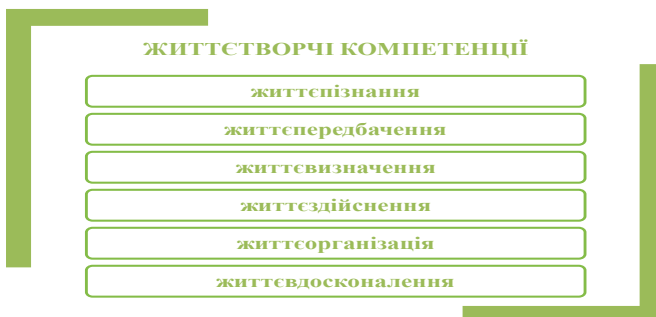 ЖИТТЄТВОРЧІ КОМПЕТЕНЦІЇ
життєпізнання
життєпередбачення
життєвизначення
життєздійснення
життєорганізація
життєвдосконалення